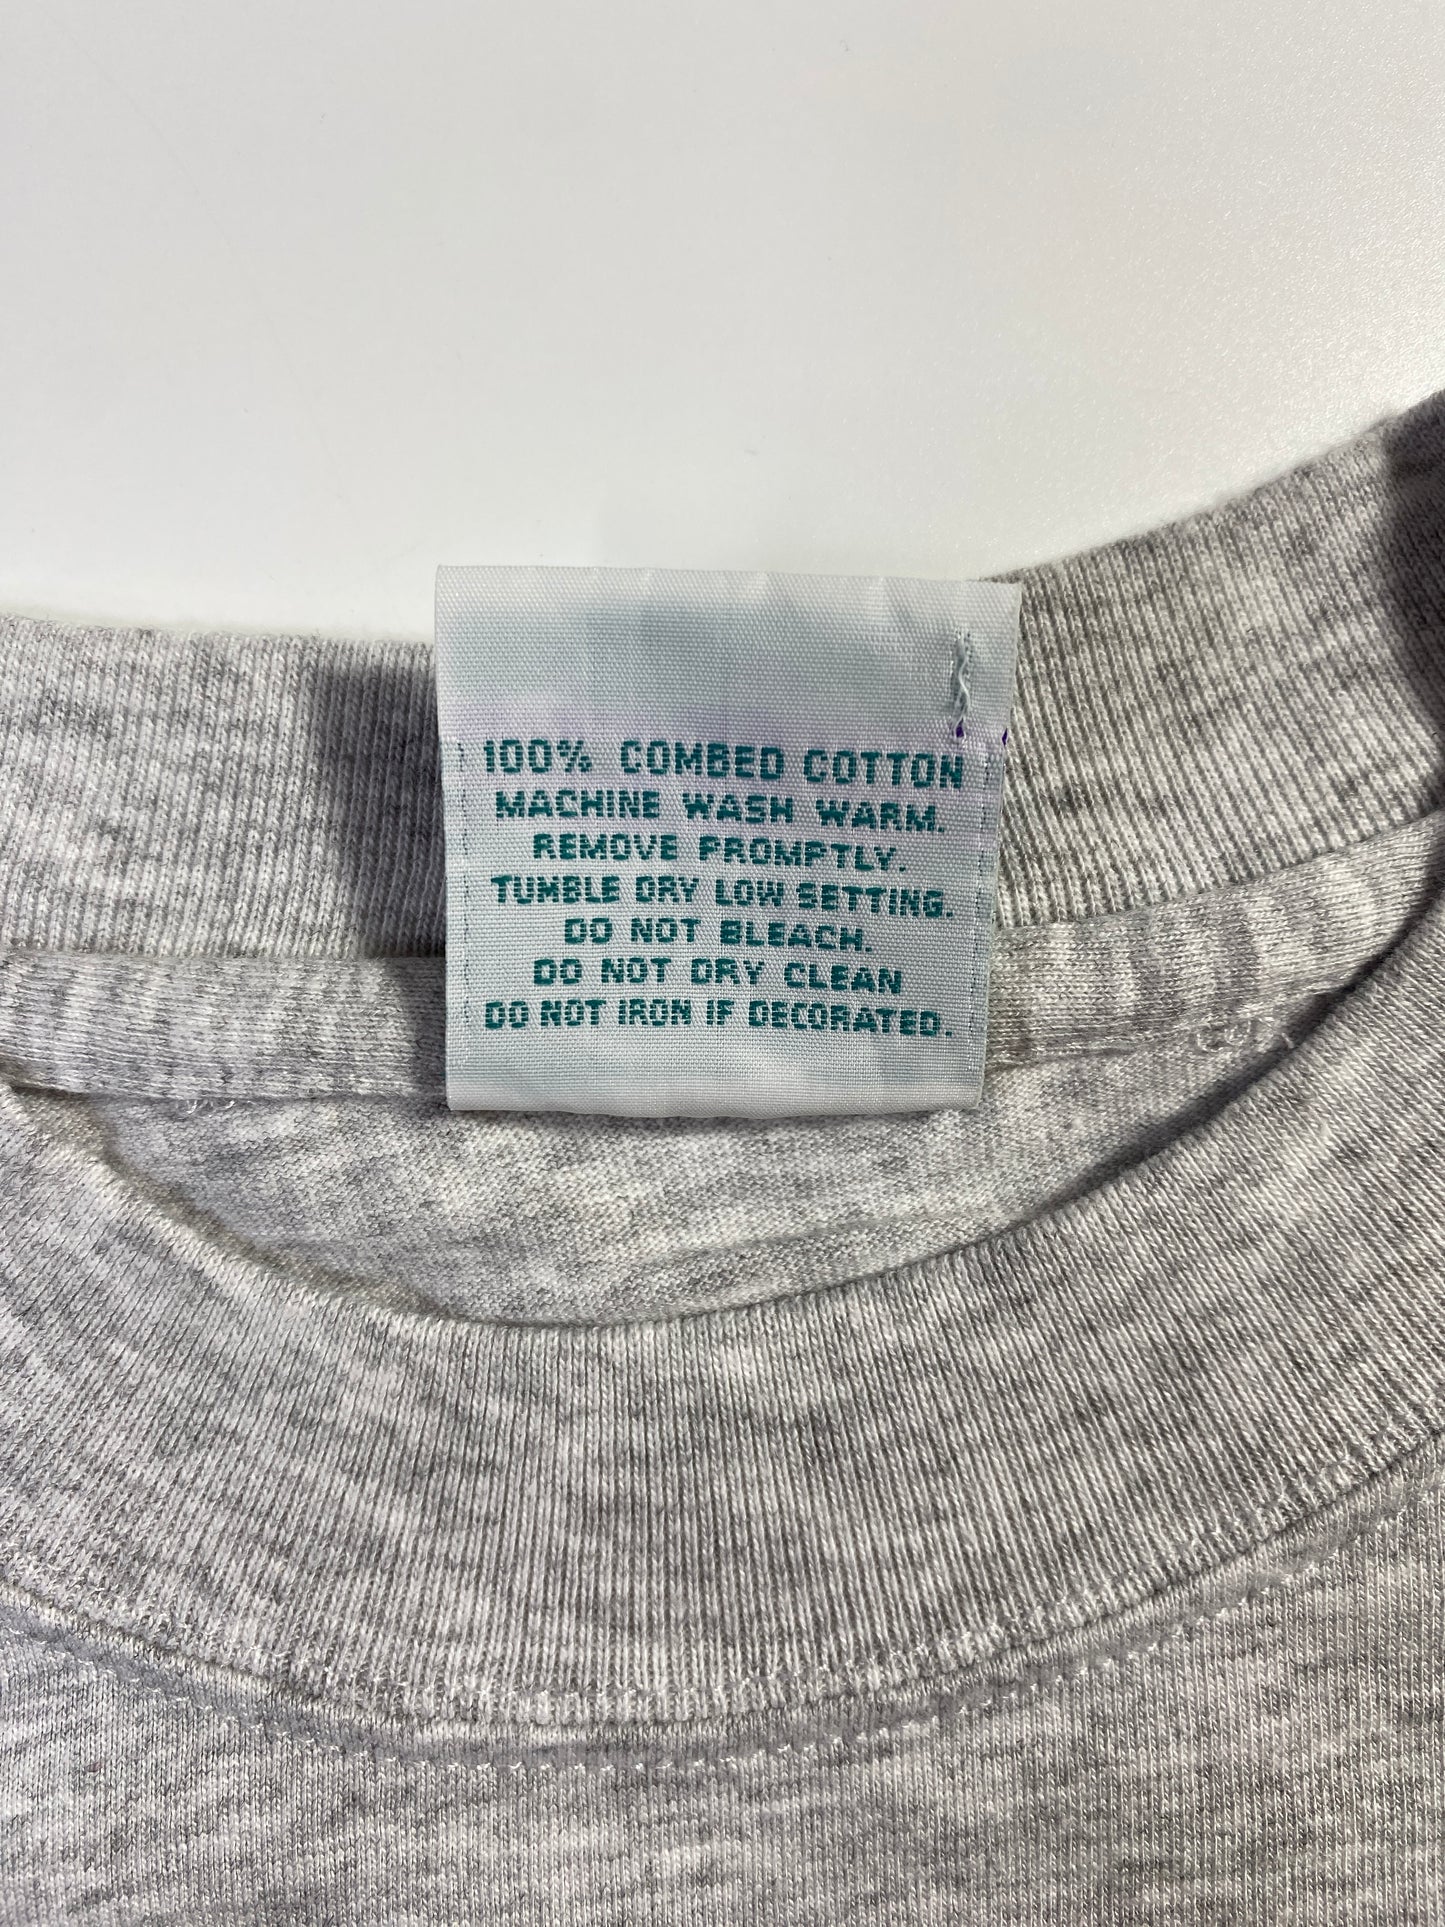 100% COMBED COTTON
MACHINE WASH WARM.
REMOVE PROMPTLY.
TUMBLE DRY LOW SETTING.
DO NOT BLEACH.
DO NOT DRY CLEAN
DO NOT IRON IF DECORATED.